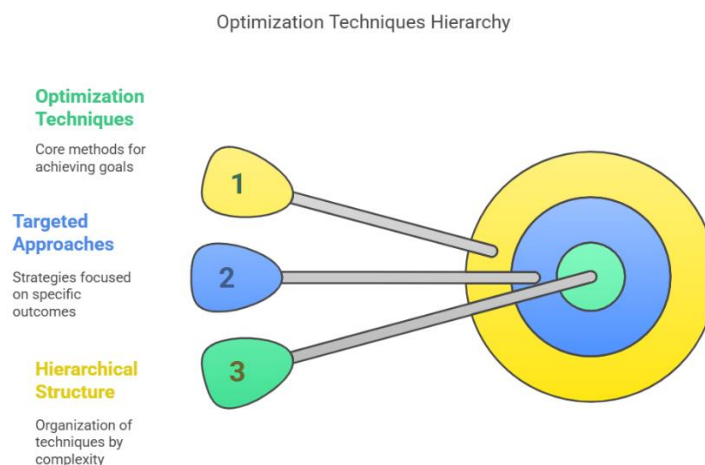 Optimization Techniques Hierarchy
Optimization
Techniques
Core methods for
achieving goals
1
Targeted
Approaches
Strategies focused
on specific
outcomes
2
Hierarchical
Structure
Organization of
techniques by
complexity
3